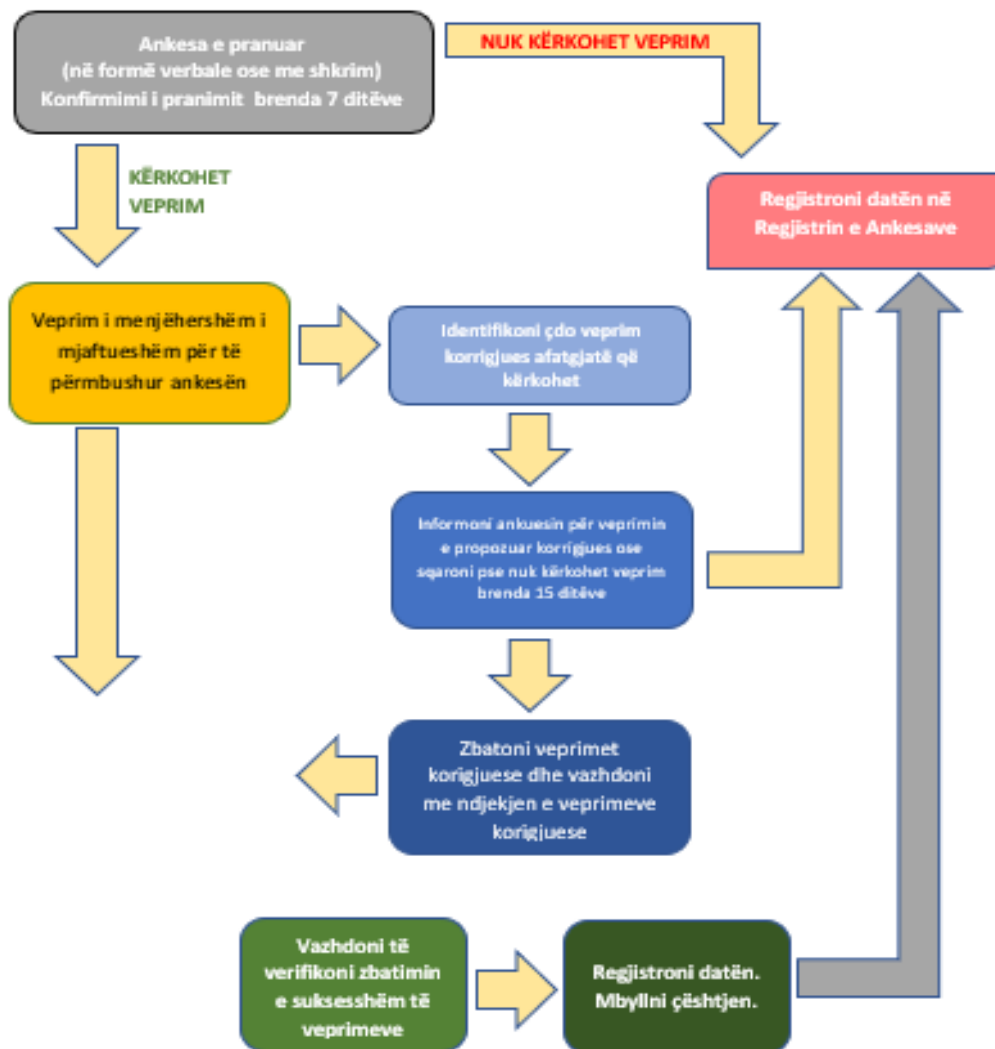 Ankesa e pranuar
(në formë verbale ose me shkrim)
Konfirmimi i pranimit brenda 7 ditëve
NUK KËRKOHET VEPRIM
KËRKOHET
VEPRIM
Regjistroni datën në
Regjistrin e Ankesave
Veprim i menjëhershëm i
mjaftueshëm për të
përmbushur ankesën
Identifikoni çdo veprim
korrigjues afatgjatë që
kërkohet
Informoni ankuesin për veprimin
e propozuar korrigjues ose
sqaroni pse nuk kërkohet veprim
brenda 15 ditëve
Zbatoni veprimet
korigjuese dhe vazhdoni
me ndjekjen e veprimeve
korigjuese
Vazhdoni të
verifikoni zbatimin
e suksesshëm të
veprimeve
Regjistroni datën.
Mbyllni çështjen.